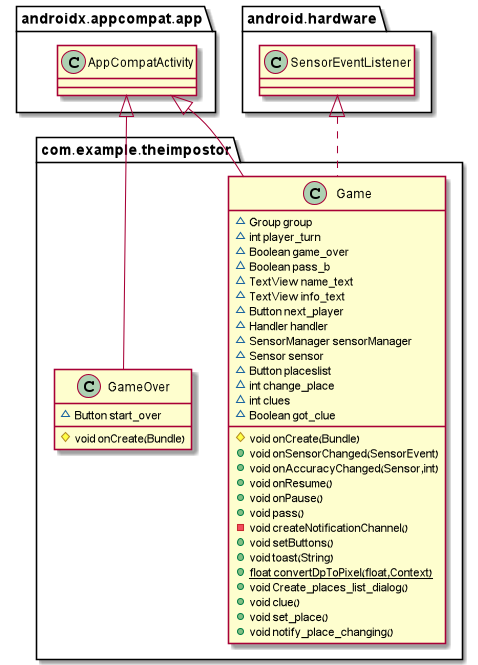 androidx.appcompat.app
android.hardware
C AppCompatActivity
C SensorEventListener
com.example.theimpostor
C Game
Group group
int player_turn
Boolean game_over
Boolean pass_b
TextView name_text
TextView info_text
Button next_player
Handler handler
SensorManager sensorManager
Sensor sensor
Button placeslist
int change_place
int clues
Boolean got_clue
void onCreate(Bundle)
void onSensorChanged(SensorEvent)
void onAccuracyChanged(Sensor,int)
void onResume()
void onPause()
void pass()
void createNotificationChannel()
void setButtons()
void toast(String)
float convertDpToPixel(float,Context)
void Create_places_list_dialog()
void clue()
void set_place()
void notify_place_changing()
C GameOver
Button start_over
void onCreate(Bundle)